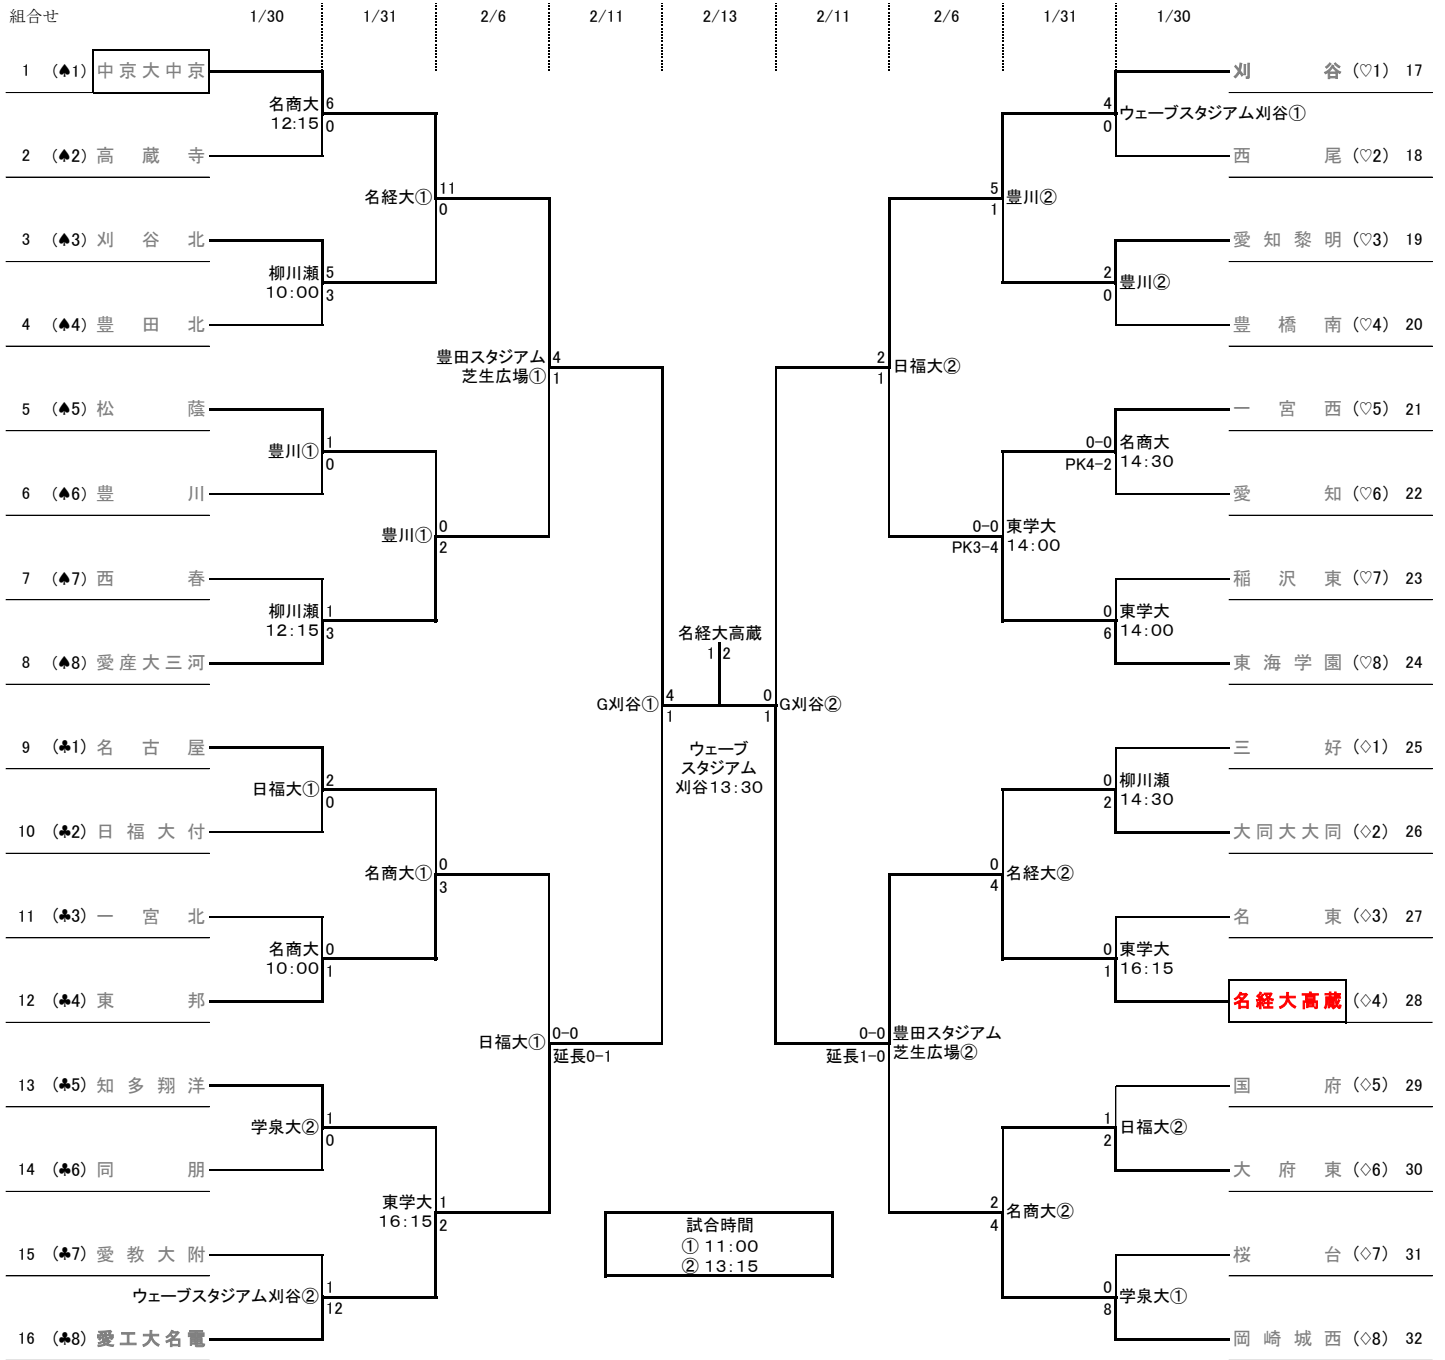 組合せ 1/30 1/31 2/6 2/11 2/13 2/11 2/6 1/31 1/30
1 (♠1) 中京大中京
名商大 6
12:15 0
2 (♠2) 高蔵寺
名経大① 11
0
3 (♠3) 刈谷北
柳川瀬 5
10:00 3
4 (♠4) 豊田北
豊田スタジアム 4
芝生広場① 1
5 (♠5) 松蔭
豊川① 1
0
6 (♠6) 豊川
豊川① 0
2
7 (♠7) 西春
柳川瀬 1
12:15 3
8 (♠8) 愛産大三河
G刈谷① 4
1
9 (♣1) 名古屋
日福大① 2
0
10 (♣2) 日福大付
名商大① 0
3
11 (♣3) 一宮北
名商大 0
10:00 1
12 (♣4) 東邦
日福大① 0-0
延長0-1
13 (♣5) 知多翔洋
学泉大② 1
0
14 (♣6) 同朋
東学大 1
16:15 2
15 (♣7) 愛教大附
ウェーブスタジアム刈谷② 1
12
16 (♣8) 愛工大名電
名経大高蔵
1 2
ウェーブ
スタジアム
刈谷13:30
試合時間
① 11:00
② 13:15
刈谷 (♡1) 17
4 ウェーブスタジアム刈谷①
0
西尾 (♡2) 18
5 豊川②
1
愛知黎明 (♡3) 19
2 豊川②
0
豊橋南 (♡4) 20
2 日福大②
1
一宮西 (♡5) 21
0-0 名商大
PK4-2 14:30
愛知 (♡6) 22
0-0 東学大
PK3-4 14:00
稲沢東 (♡7) 23
0 東学大
6 14:00
東海学園 (♡8) 24
0 G刈谷②
1
三好 (♢1) 25
0 柳川瀬
2 14:30
大同大大同 (♢2) 26
0 名経大②
4
名東 (♢3) 27
0 東学大
1 16:15
名経大高蔵 (♢4) 28
0-0 豊田スタジアム
延長1-0 芝生広場②
国府 (♢5) 29
1 日福大②
2
大府東 (♢6) 30
2 名商大②
4
桜台 (♢7) 31
0 学泉大①
8
岡崎城西 (♢8) 32